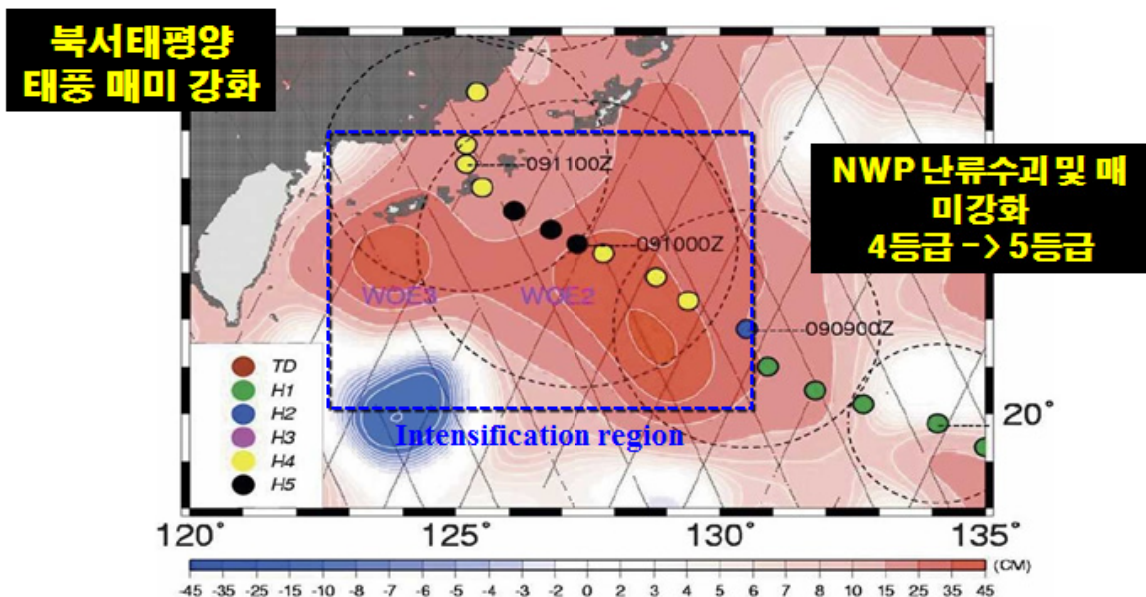 북서태평양
태풍 매미 강화
091100Z
NWP 난류수괴 및 매
미강화
4등급 -> 5등급
091000Z
WOE3
WOE2
090900Z
TD
H1
H2
H3
H4
H5
20°
Intensification region
120°
125°
130°
135°
(CM)
-45 -35 -25 -15 -10 -8 -7 -6 -5 -4 -3 -2 0 2 3 4 5 6 7 8 10 15 25 35 45